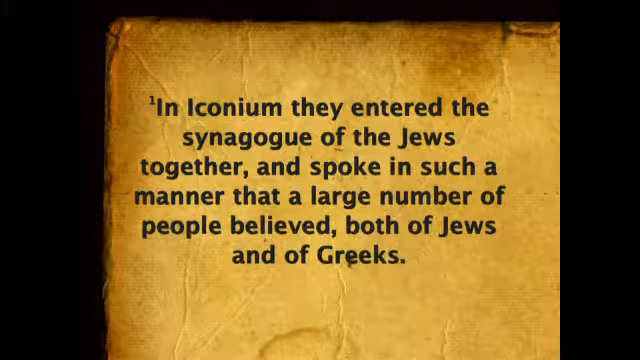 ¹In Iconium they entered the
synagogue of the Jews
together, and spoke in such a
manner that a large number of
people believed, both of Jews
and of Greeks.